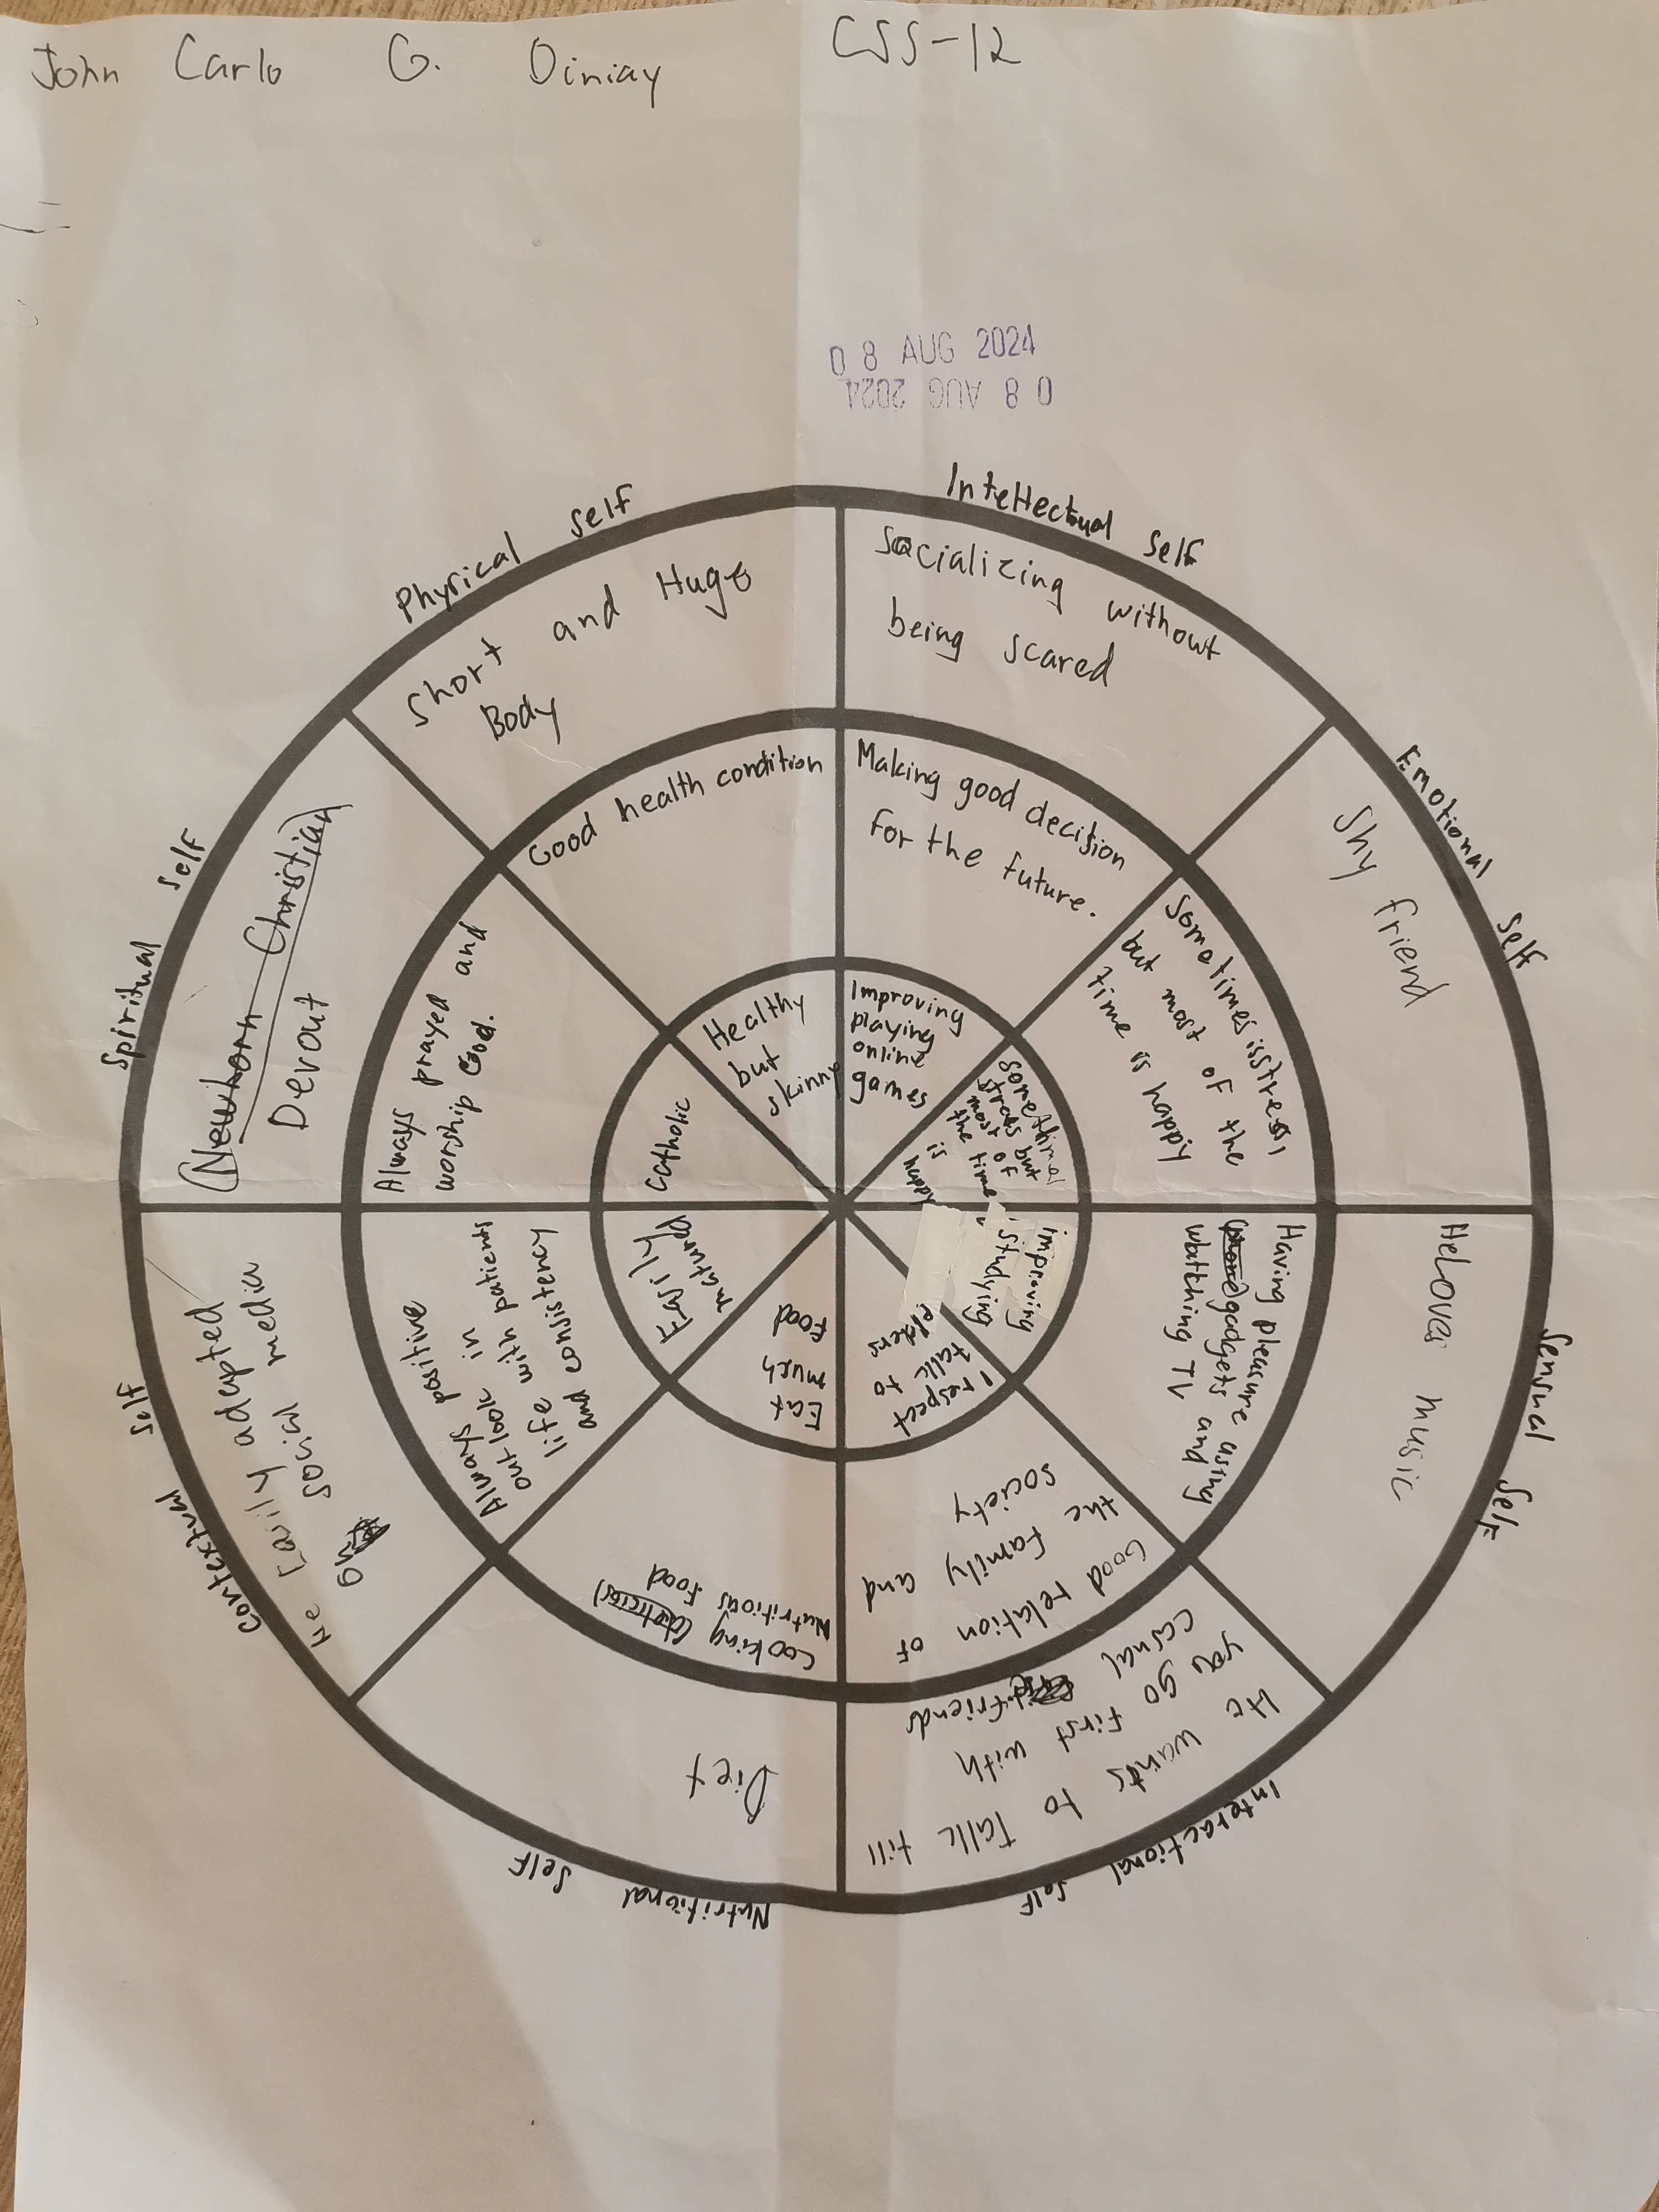 John Carlo G. Diniay CSS-12
08 AUG 2024
08 AUG 2024
Physical Self
Short and Huge
Body
Good health condition
Healthy
but
skinny
Intellectual Self
Socializing without
being scared
Making good decision
for the future.
Improving
playing
online
games
Emotional Self
Shy friend
Sometimes is stress
but most of the
time is happy
Sometimes
stress but
most of
the time
is
happy
Sensual Self
He loves music
Having pleasure using
gadgets and
watching TV
improving
studying
Interactional Self
He wants to talk till
you go first with
casual friends
Good relation of
the family and
society
I respect
talk to
elders
Nutritional Self
Diet
Cooking
Nutritious Food
Eat
much
Food
Contextual Self
He Easily adapted
on social media
Always positive
outlook in
life with patients
and consistency
Easily
matured
Spiritual Self
Newborn Christian
Devout
Always prayed and
worship God.
Catholic